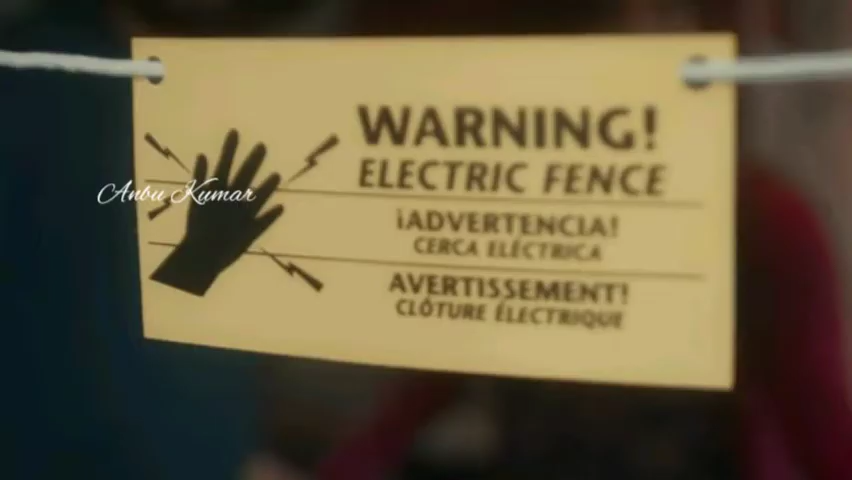 WARNING!
ELECTRIC FENCE
¡ADVERTENCIA!
CERCA ELÉCTRICA
AVERTISSEMENT!
CLÔTURE ÉLECTRIQUE
Anbu Kumar